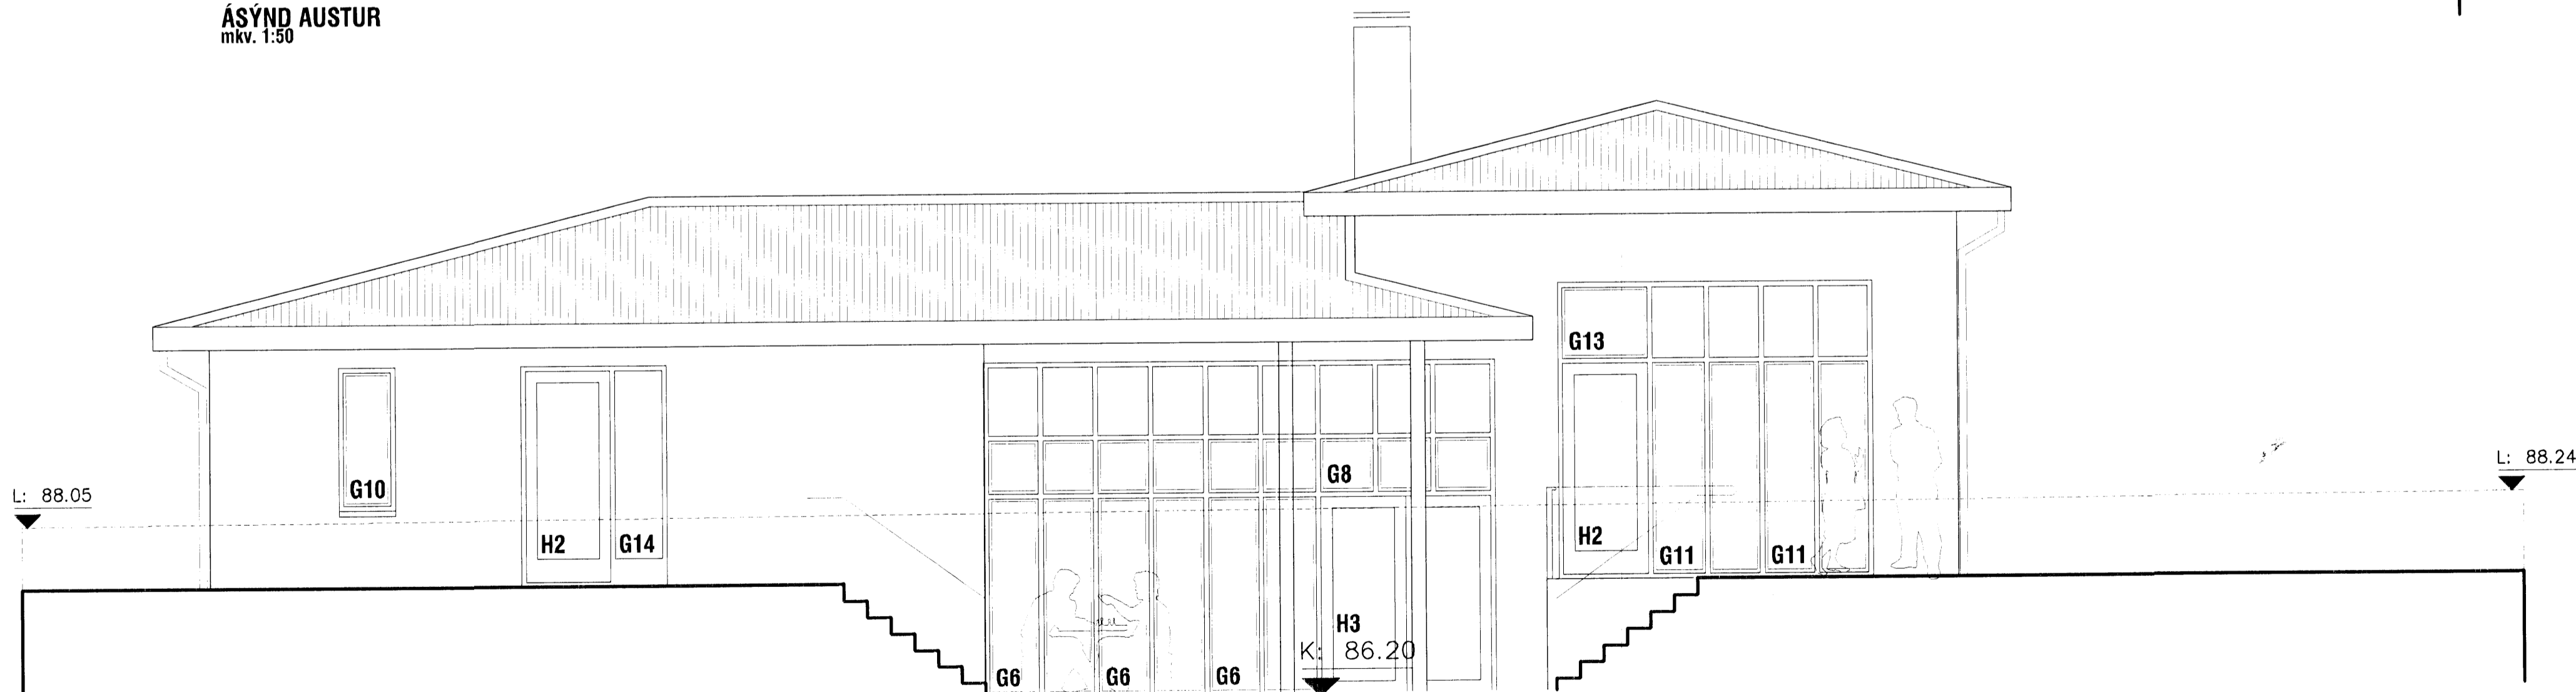 ÁSÝND AUSTUR
mkv. 1:50
G13
L: 88.24
G8
G10
L: 88.05
H2
G14
H2
G11
G11
H3
K: 86.20
G6
G6
G6